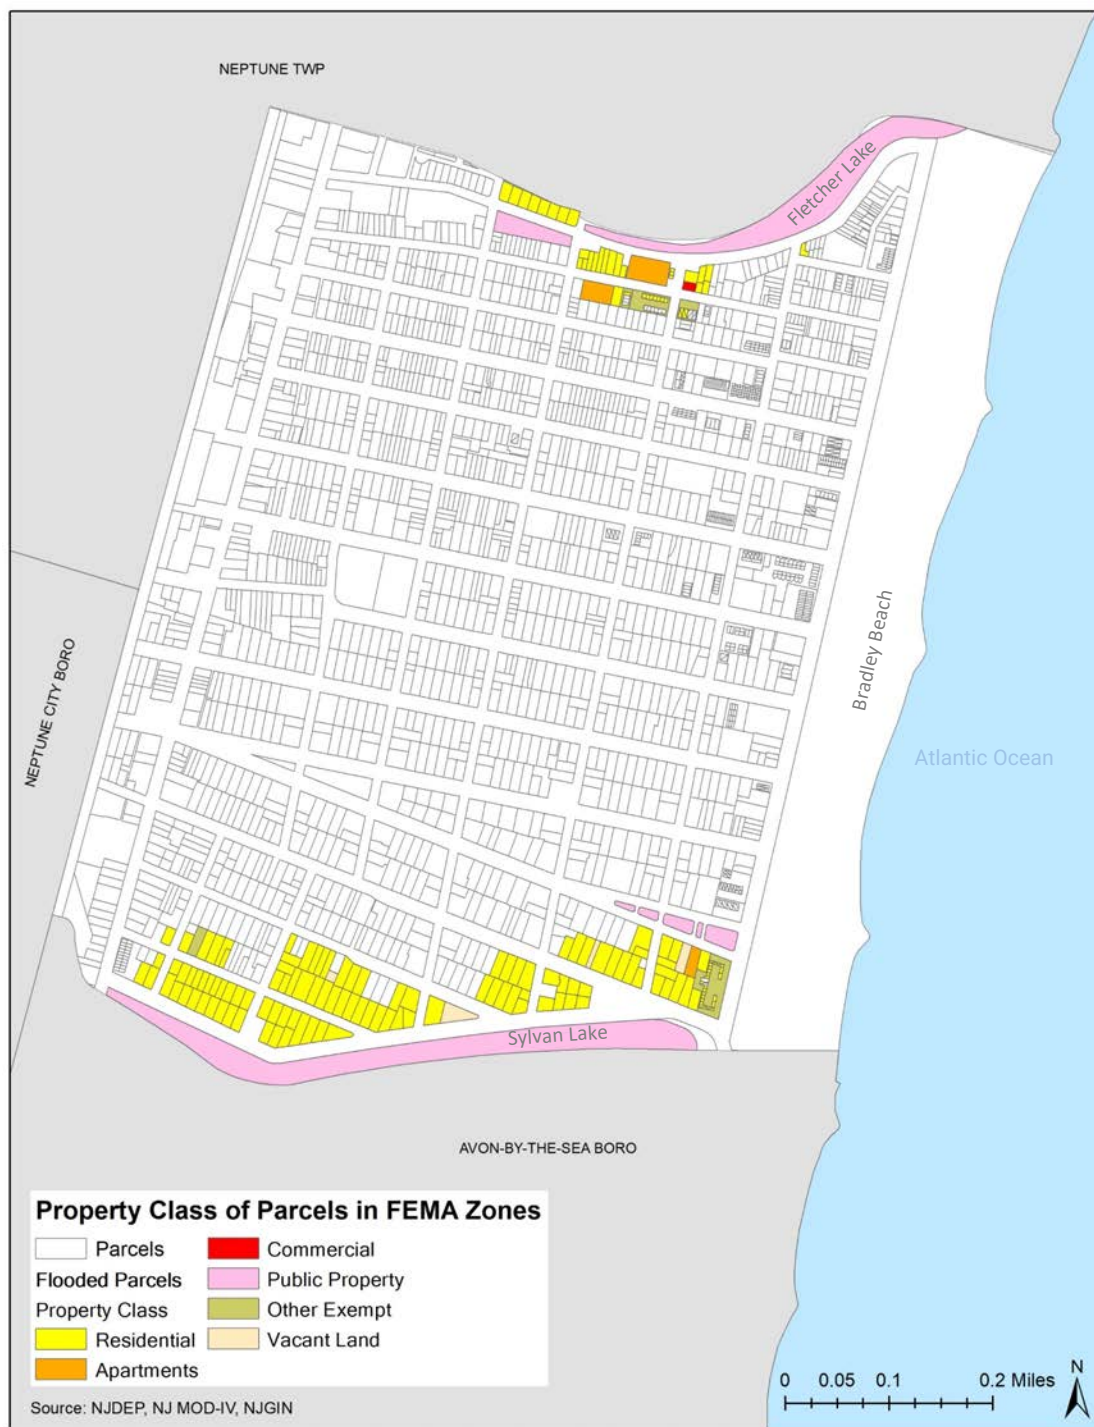 NEPTUNE TWP
Fletcher Lake
Bradley Beach
NEPTUNE CITY BORO
Atlantic Ocean
Sylvan Lake
AVON-BY-THE-SEA BORO
Property Class of Parcels in FEMA Zones
Parcels
Flooded Parcels
Property Class
Residential
Apartments
Commercial
Public Property
Other Exempt
Vacant Land
Source: NJDEP, NJ MOD-IV, NJGIN
0 0.05 0.1 0.2 Miles
N